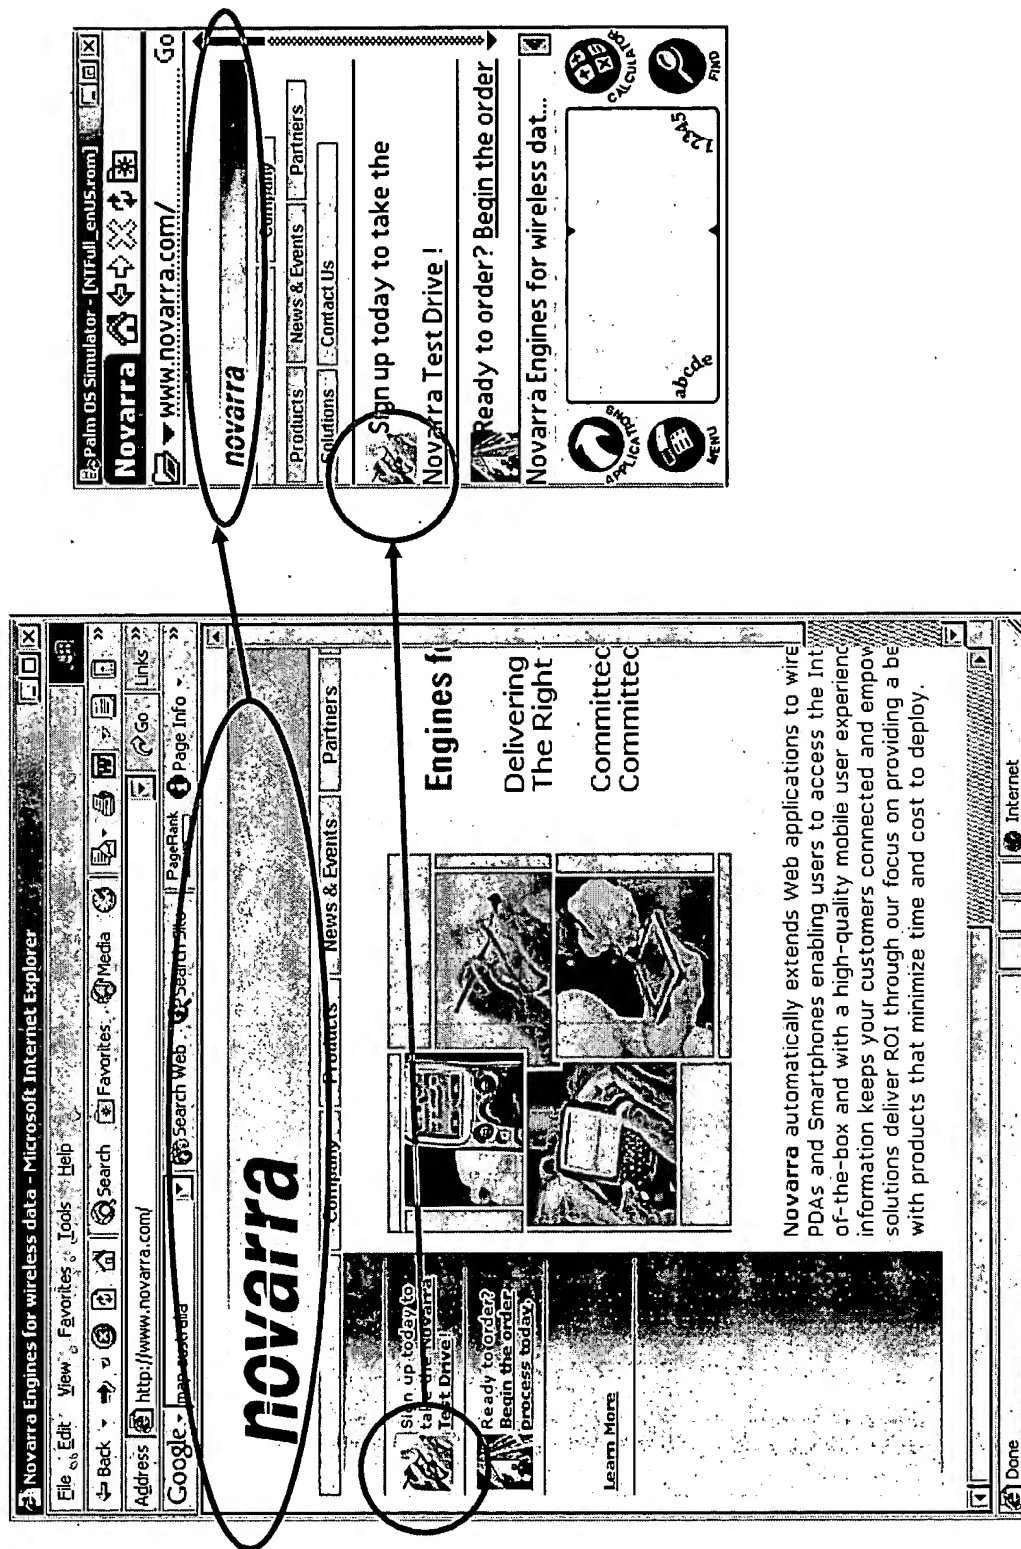 Novarra Engines for wireless data - Microsoft Internet Explorer
File Edit View Favorites Tools Help
Back Search Favorites Media
Address http://www.novarra.com/ Go Links
Google map australia Search Web Search Site PageRank Page Info
novarra
Company Products News & Events Partners
Sign up today to
take the Novarra
Test Drive!
Ready to order?
Begin the order
process today.
Learn More
Engines fo
Delivering
The Right
Committed
Committed
Novarra automatically extends Web applications to wire
PDAs and Smartphones enabling users to access the Int
of-the-box and with a high-quality mobile user experienc
information keeps your customers connected and empow
solutions deliver ROI through our focus on providing a be
with products that minimize time and cost to deploy.
Done Internet
Palm OS Simulator - [NTFull_enUS.rom]
Novarra
www.novarra.com/ Go
novarra
Company
Products News & Events Partners
Solutions Contact Us
Sign up today to take the
Novarra Test Drive !
Ready to order? Begin the order
Novarra Engines for wireless dat...
APPLICATIONS
MENU
abcde
12345
CALCULATOR
FIND